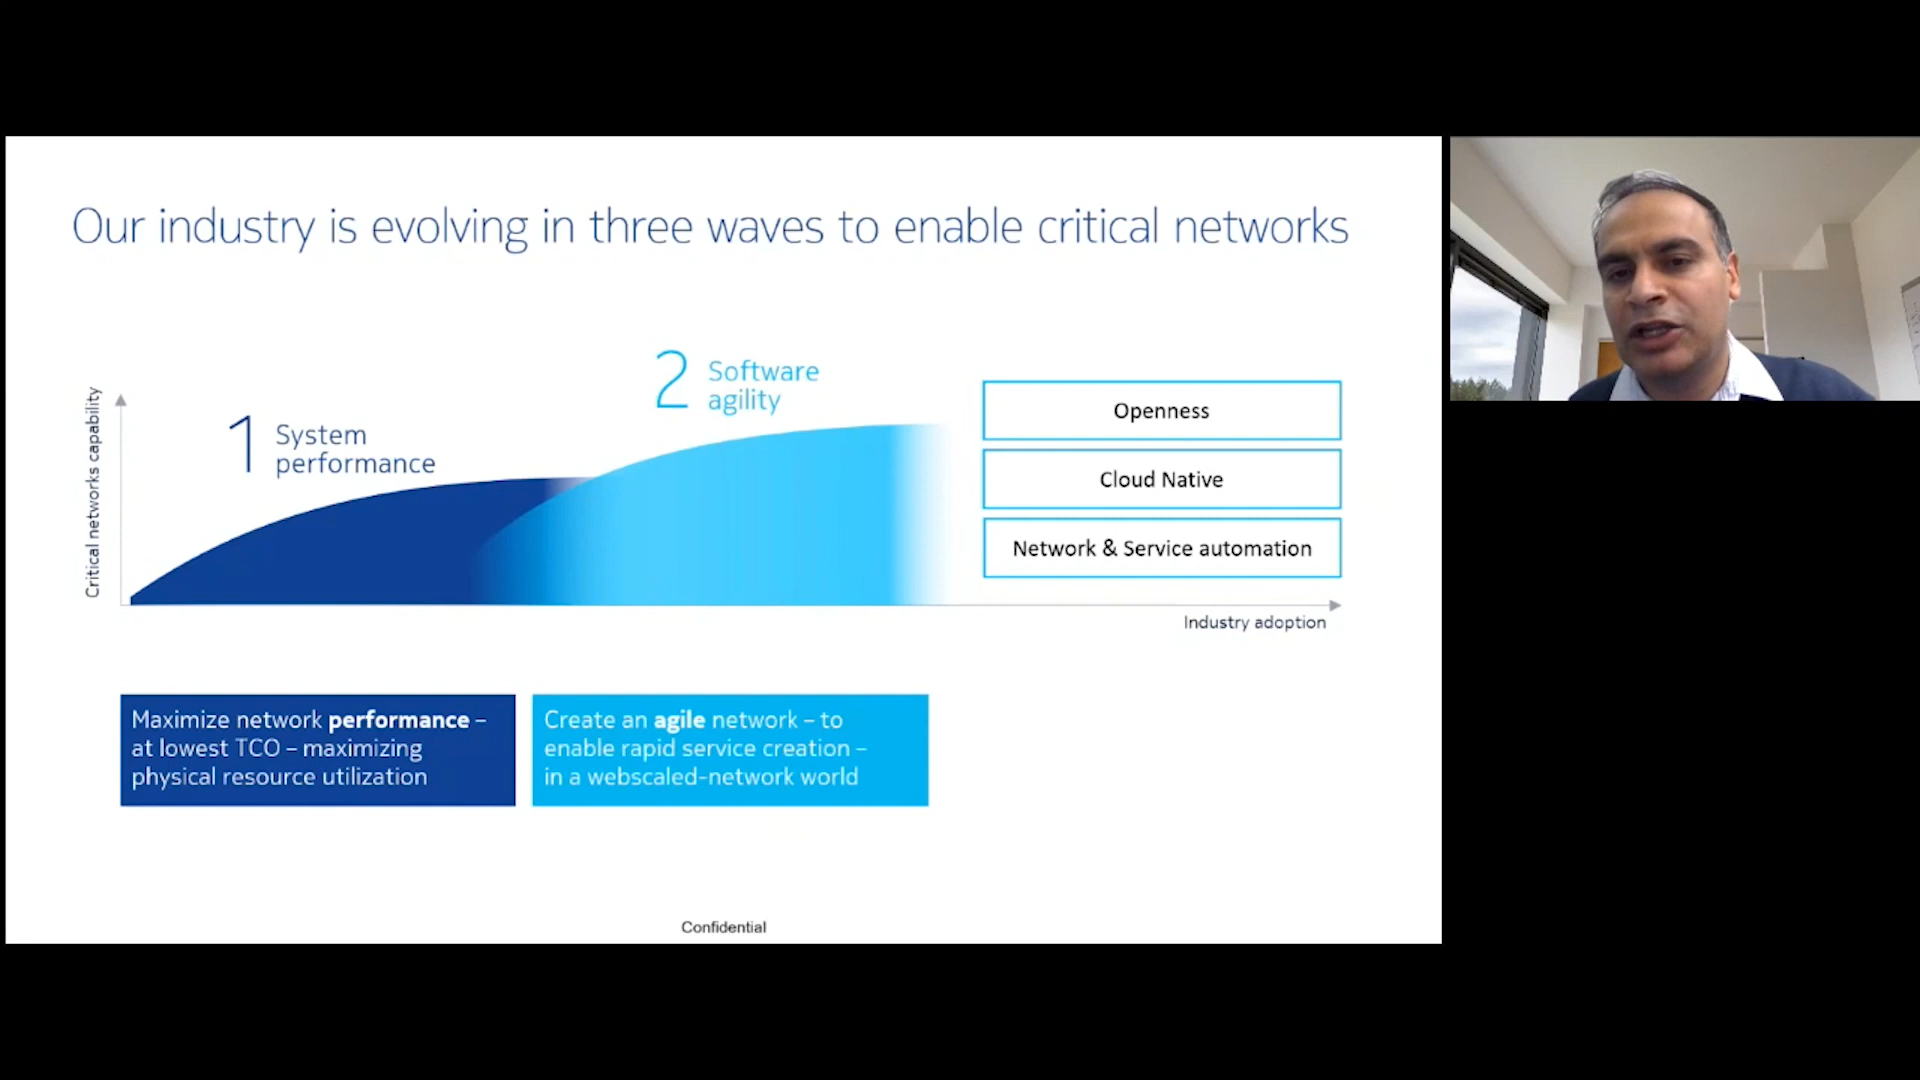 Our industry is evolving in three waves to enable critical networks
Critical networks capability
1
System
performance
2
Software
agility
Openness
Cloud Native
Network & Service automation
Industry adoption
Maximize network performance –
at lowest TCO – maximizing
physical resource utilization
Create an agile network – to
enable rapid service creation –
in a webscaled-network world
Confidential